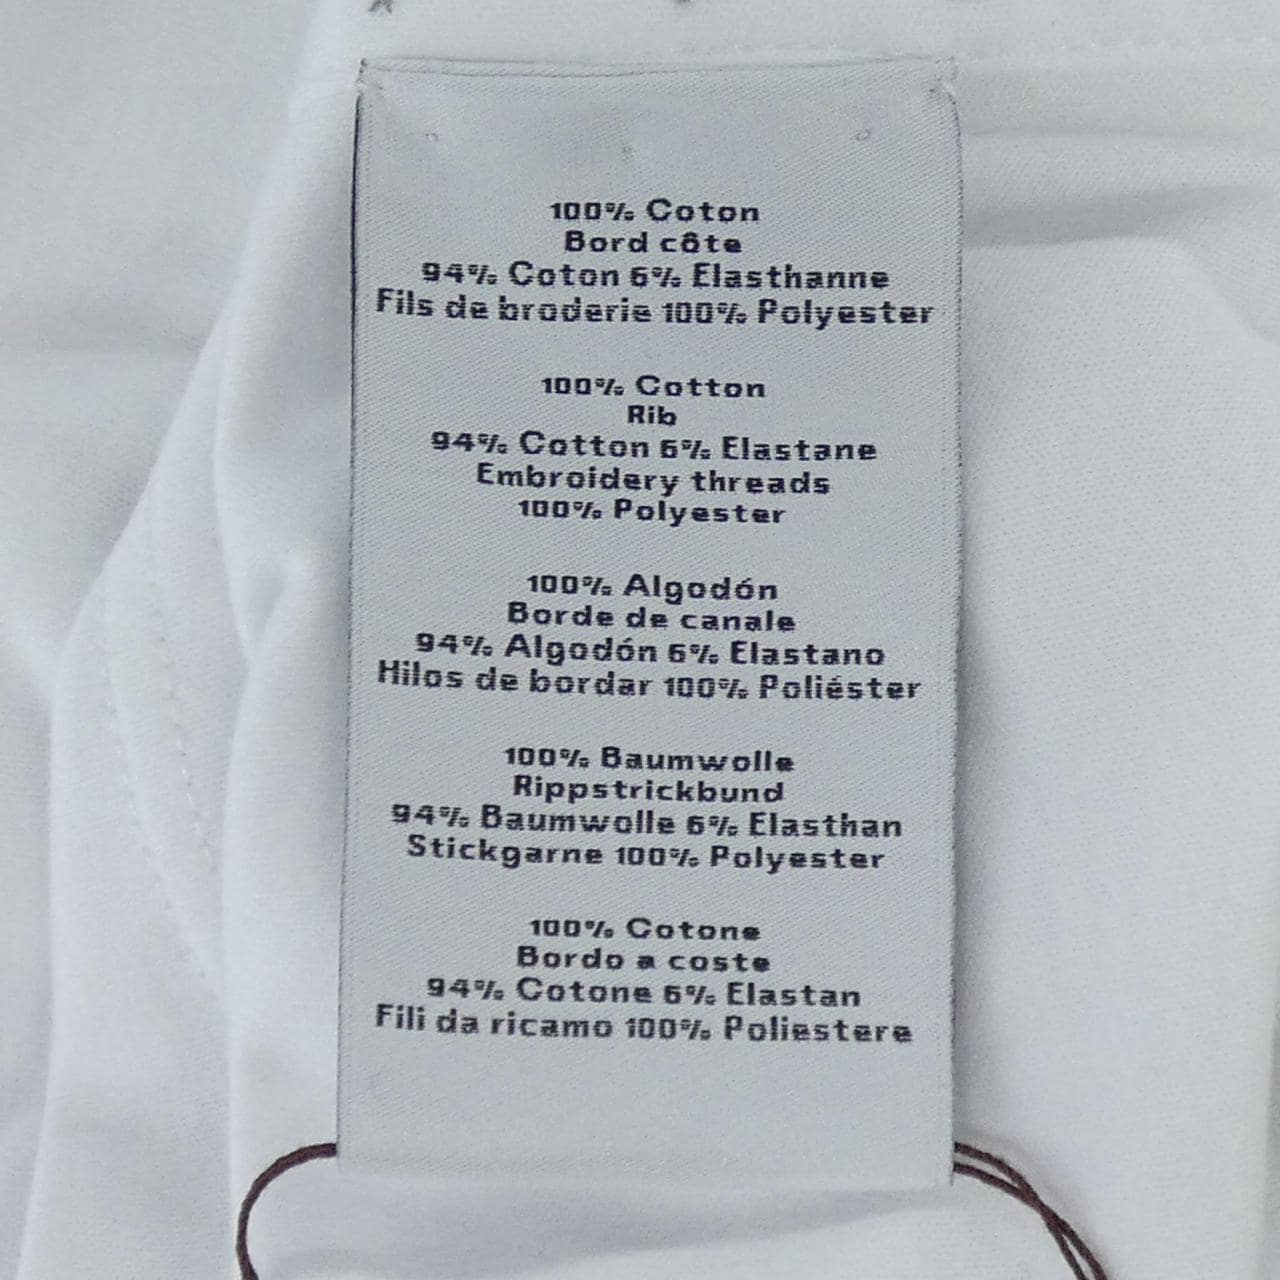 100% Coton
Bord côte
94% Coton 6% Elasthanne
Fils de broderie 100% Polyester
100% Cotton
Rib
94% Cotton 6% Elastane
Embroidery threads
100% Polyester
100% Algodón
Borde de canale
94% Algodón 6% Elastano
Hilos de bordar 100% Poliéster
100% Baumwolle
Rippstrickbund
94% Baumwolle 6% Elasthan
Stickgarne 100% Polyester
100% Cotone
Bordo a coste
94% Cotone 6% Elastan
Fili da ricamo 100% Poliestere